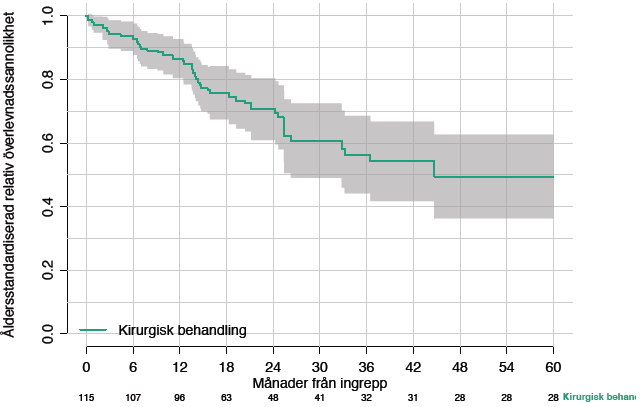 Åldersstandardiserad relativ överlevnadssannolikhet
1.0
0.8
0.6
0.4
0.2
0.0
Kirurgisk behandling
0 6 12 18 24 30 36 42 48 54 60
Månader från ingrepp
115 107 96 63 48 41 32 31 28 28 28 Kirurgisk behand